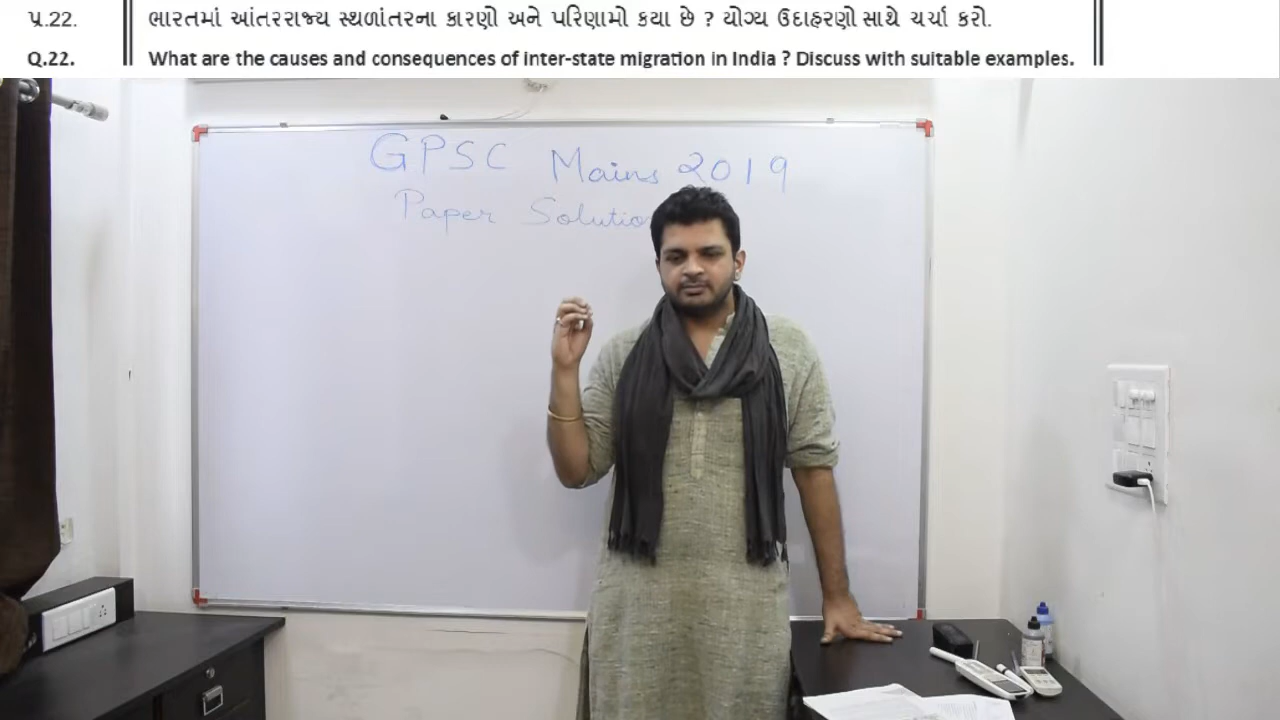 પ્ર.22. ભારતમાં આંતરરાજ્ય સ્થળાંતરના કારણો અને પરિણામો કયા છે ? યોગ્ય ઉદાહરણો સાથે ચર્ચા કરો.
Q.22. What are the causes and consequences of inter-state migration in India ? Discuss with suitable examples.
GPSC Mains 2019
Paper Solutio